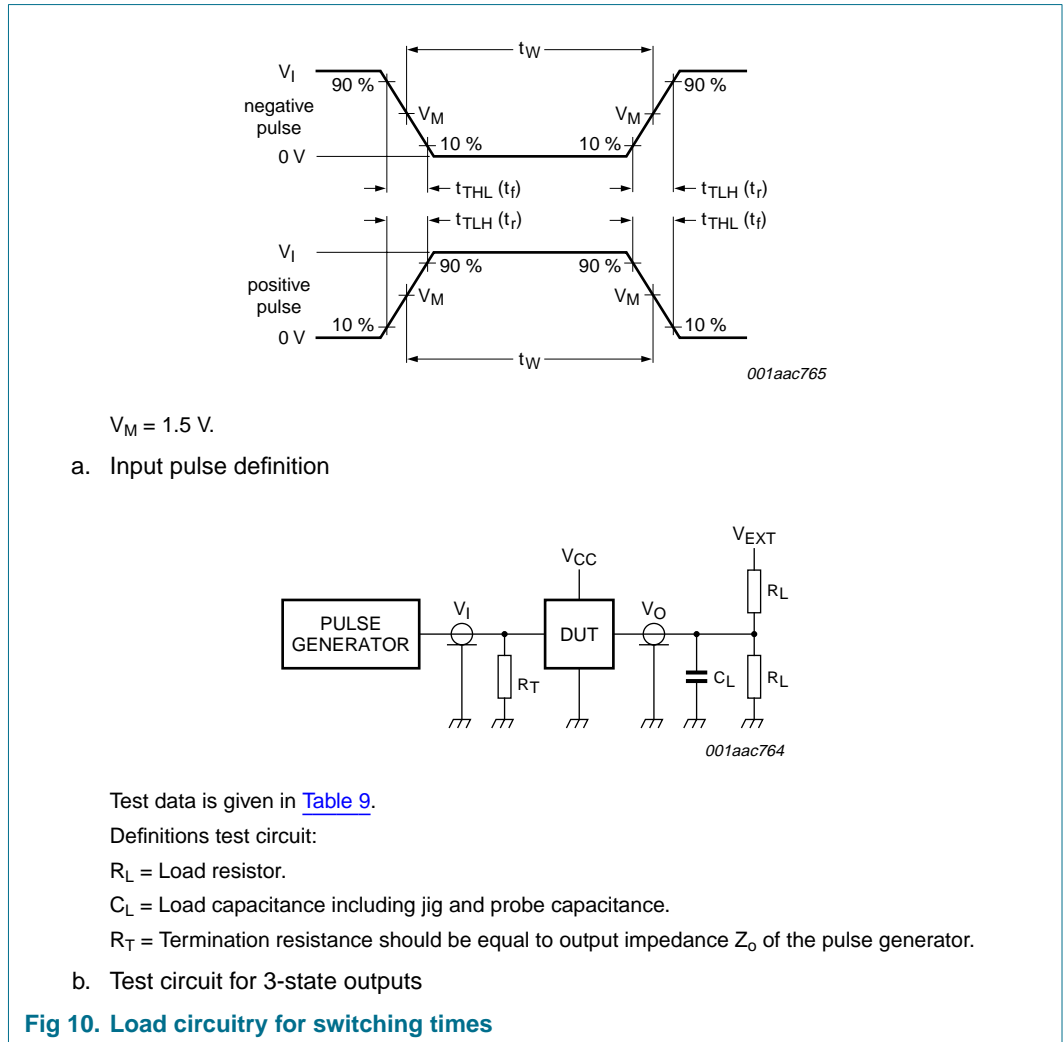 tW
VI
90 %
90 %
negative
pulse
VM
VM
10 %
10 %
0 V
tTHL (tf)
tTLH (tr)
tTLH (tr)
tTHL (tf)
VI
90 %
90 %
positive
pulse
VM
VM
10 %
10 %
0 V
tW
001aac765
VM = 1.5 V.
a. Input pulse definition
VEXT
VCC
RL
PULSE
GENERATOR
VI
DUT
VO
RT
CL
RL
001aac764
Test data is given in Table 9.
Definitions test circuit:
RL = Load resistor.
CL = Load capacitance including jig and probe capacitance.
RT = Termination resistance should be equal to output impedance Zo of the pulse generator.
b. Test circuit for 3-state outputs
Fig 10. Load circuitry for switching times